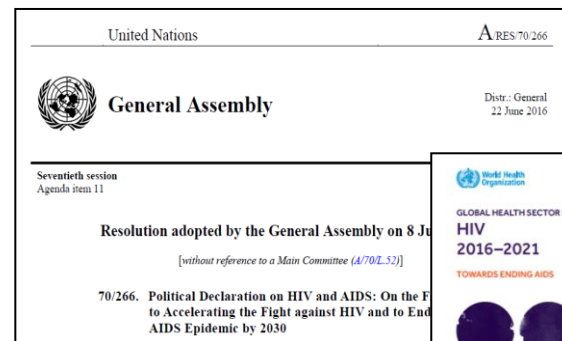 United Nations
A/RES/70/266
General Assembly
Distr.: General
22 June 2016
Seventieth session
Agenda item 11
Resolution adopted by the General Assembly on 8 Ju
[without reference to a Main Committee (A/70/L.52)]
70/266. Political Declaration on HIV and AIDS: On the F
to Accelerating the Fight against HIV and to End
AIDS Epidemic by 2030
World Health
Organization
GLOBAL HEALTH SECTOR
HIV
2016–2021
TOWARDS ENDING AIDS